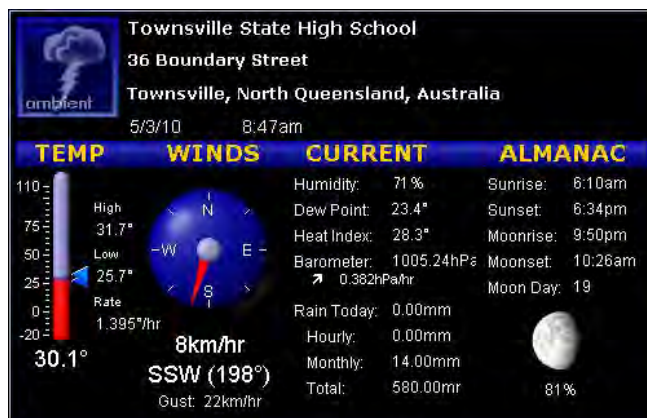 Townsville State High School
36 Boundary Street
Townsville, North Queensland, Australia
ambient
5/3/10 8:47am
TEMP WINDS CURRENT ALMANAC
110
75
50
25
0
-20
High
31.7°
Low
25.7°
Rate
1.395°/hr
30.1°
N
W E
S
8km/hr
SSW (198°)
Gust: 22km/hr
Humidity: 71%
Dew Point: 23.4°
Heat Index: 28.3°
Barometer: 1005.24hPa
0.382hPa/hr
Rain Today: 0.00mm
Hourly: 0.00mm
Monthly: 14.00mm
Total: 580.00mr
Sunrise: 6:10am
Sunset: 6:34pm
Moonrise: 9:50pm
Moonset: 10:26am
Moon Day: 19
81%